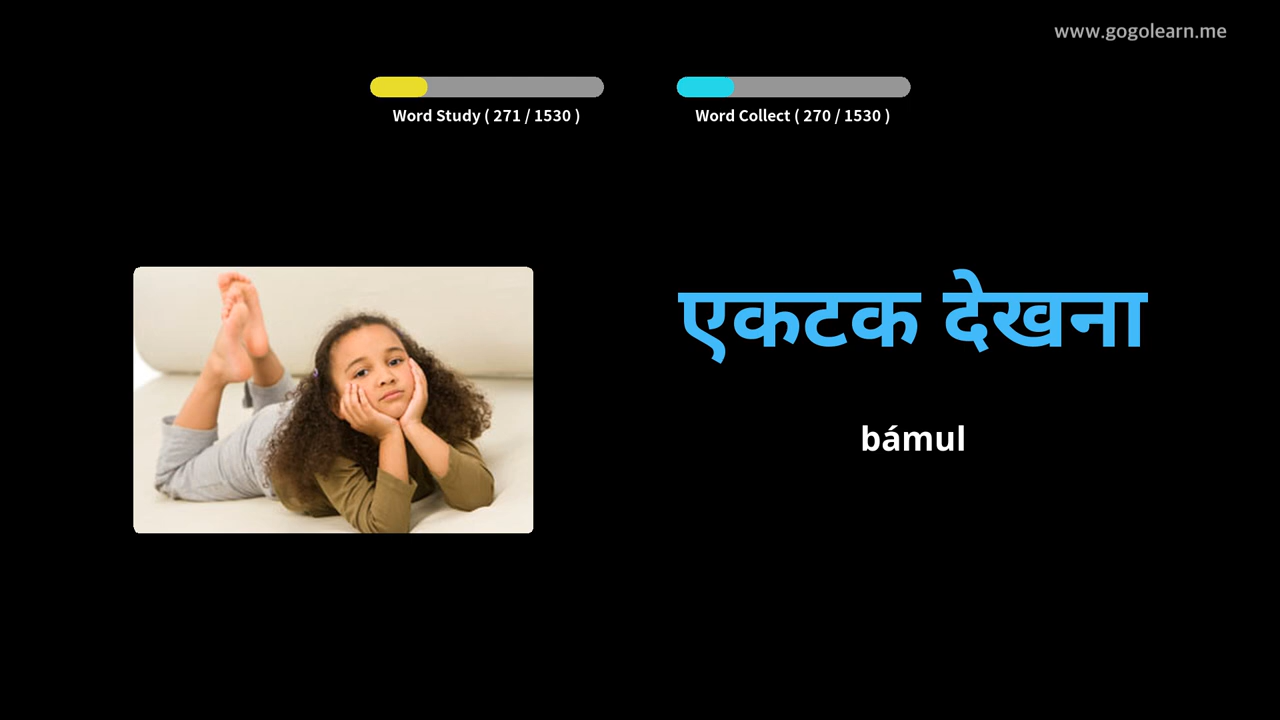 www.gogolearn.me
Word Study ( 271 / 1530 )
Word Collect ( 270 / 1530 )
एकटक देखना
bámul